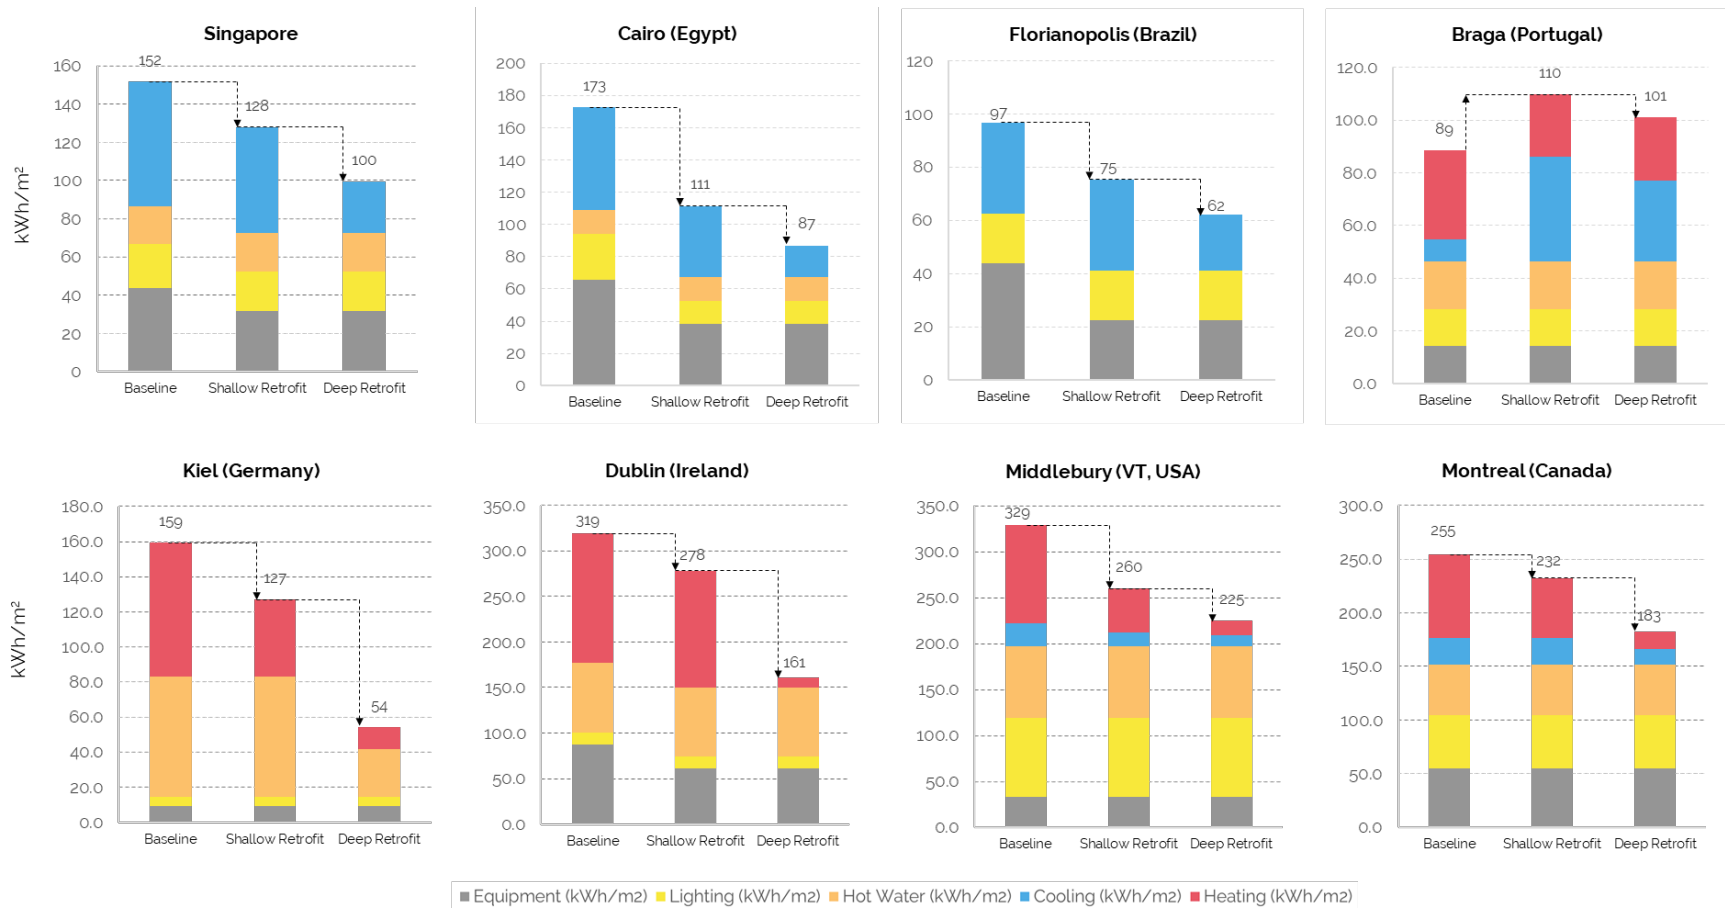 Singapore
Cairo (Egypt)
Florianopolis (Brazil)
Braga (Portugal)
kWh/m²
160
140
120
100
80
60
40
20
0
152
128
100
Baseline
Shallow Retrofit
Deep Retrofit
200
180
160
140
120
100
80
60
40
20
0
173
111
87
Baseline
Shallow Retrofit
Deep Retrofit
120
100
80
60
40
20
0
97
75
62
Baseline
Shallow Retrofit
Deep Retrofit
120.0
100.0
80.0
60.0
40.0
20.0
0.0
89
110
101
Baseline
Shallow Retrofit
Deep Retrofit
Kiel (Germany)
Dublin (Ireland)
Middlebury (VT, USA)
Montreal (Canada)
kWh/m²
180.0
160.0
140.0
120.0
100.0
80.0
60.0
40.0
20.0
0.0
159
127
54
Baseline
Shallow Retrofit
Deep Retrofit
350.0
300.0
250.0
200.0
150.0
100.0
50.0
0.0
319
278
161
Baseline
Shallow Retrofit
Deep Retrofit
350.0
300.0
250.0
200.0
150.0
100.0
50.0
0.0
329
260
225
Baseline
Shallow Retrofit
Deep Retrofit
300.0
250.0
200.0
150.0
100.0
50.0
0.0
255
232
183
Baseline
Shallow Retrofit
Deep Retrofit
Equipment (kWh/m2) Lighting (kWh/m2) Hot Water (kWh/m2) Cooling (kWh/m2) Heating (kWh/m2)